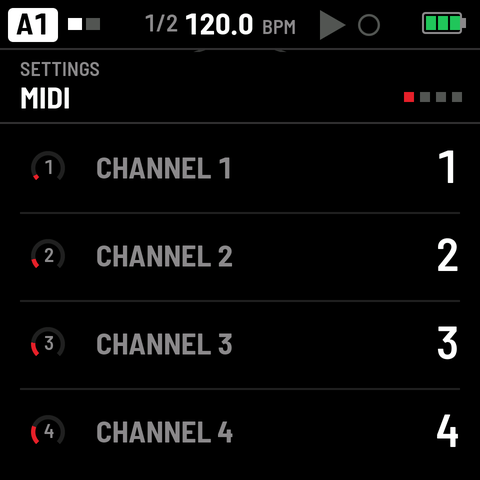 A1 1/2 120.0 BPM
SETTINGS
MIDI
1 CHANNEL 1 1
2 CHANNEL 2 2
3 CHANNEL 3 3
4 CHANNEL 4 4